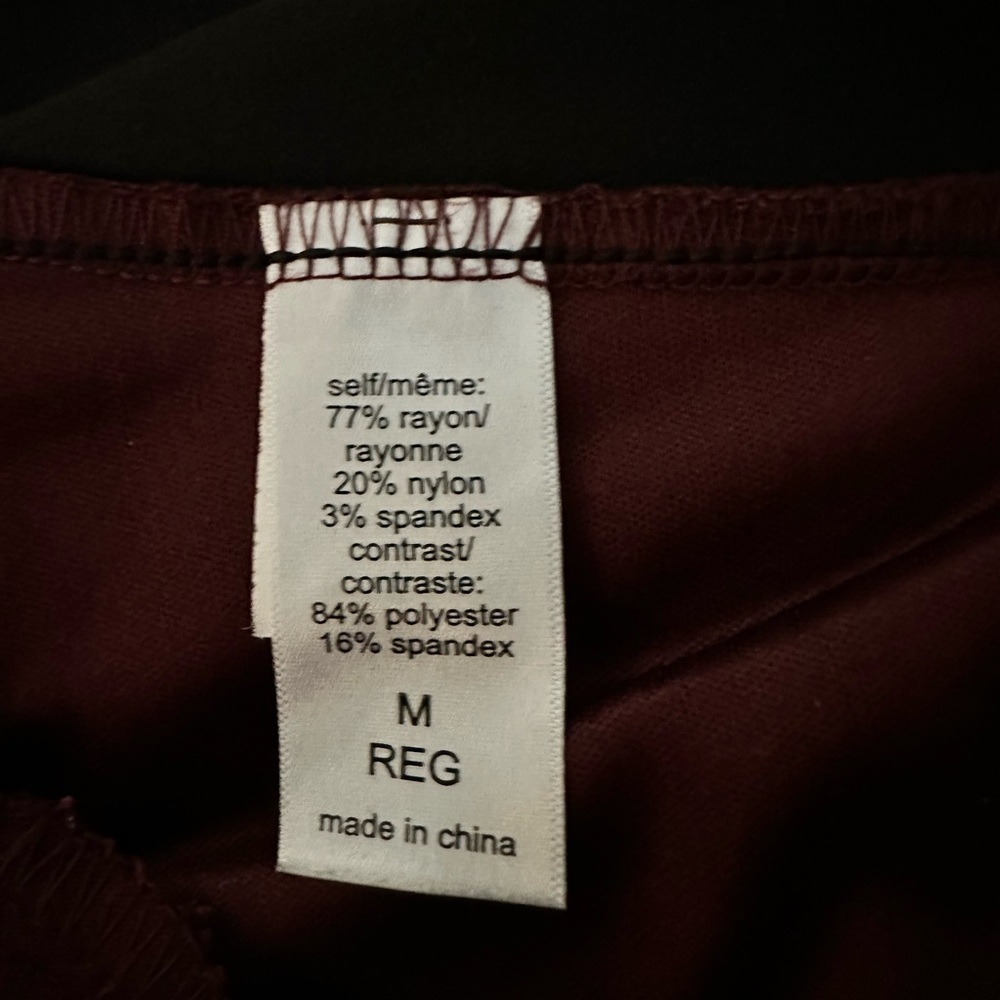 self/même:
77% rayon/
rayonne
20% nylon
3% spandex
contrast/
contraste:
84% polyester
16% spandex
M
REG
made in china